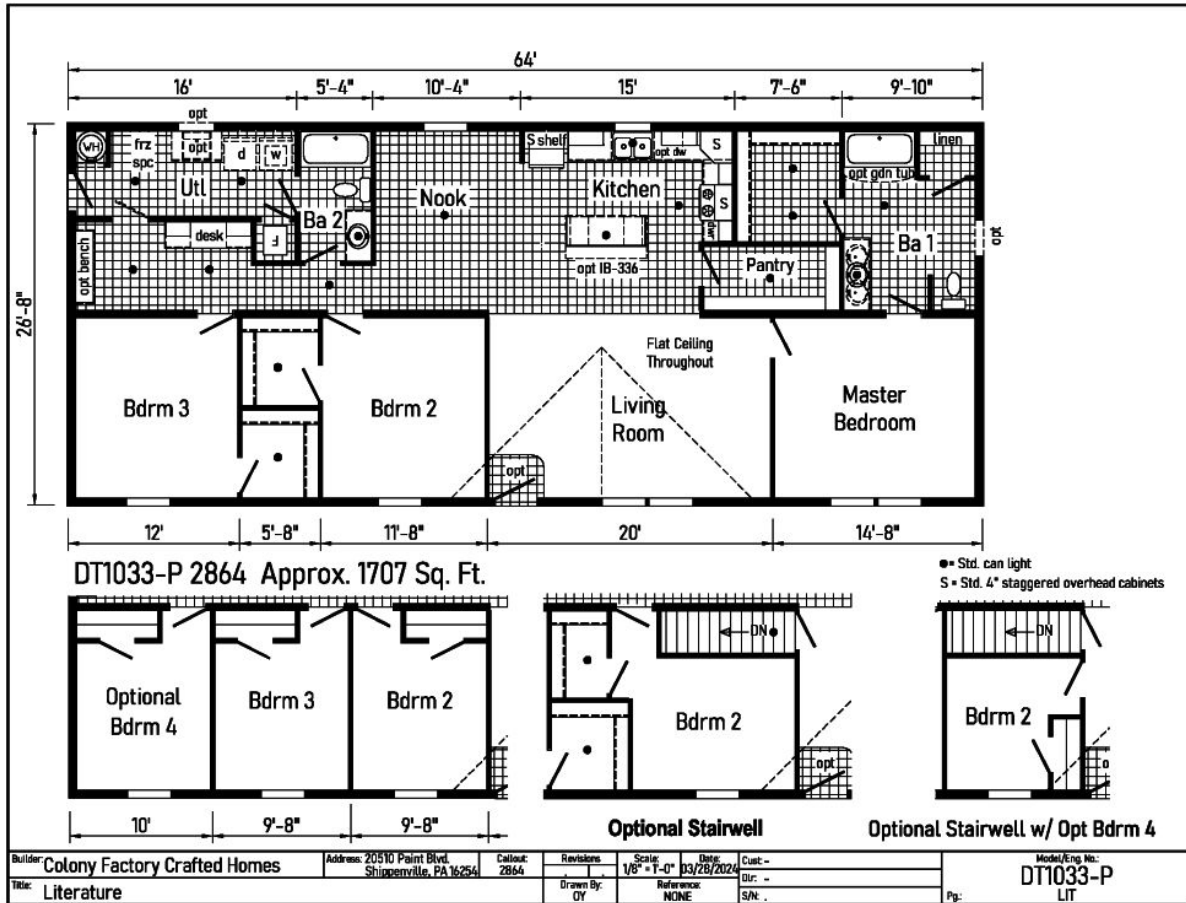 64'
16'
5'-4"
10'-4"
15'
7'-6"
9'-10"
26'-8"
opt
WH
frz
spc
opt
d
w
Utl
Ba 2
desk
F
opt bench
Nook
S shelf
opt dw
S
Kitchen
S
dwr
opt IB-336
Pantry
opt gdn tub
linen
Ba 1
opt
Bdrm 3
Bdrm 2
Flat Ceiling
Throughout
Living
Room
opt
Master
Bedroom
12'
5'-8"
11'-8"
20'
14'-8"
DT1033-P 2864 Approx. 1707 Sq. Ft.
● = Std. can light
S = Std. 4" staggered overhead cabinets
Optional
Bdrm 4
Bdrm 3
Bdrm 2
10'
9'-8"
9'-8"
DN
Bdrm 2
opt
Optional Stairwell
DN
Bdrm 2
Optional Stairwell w/ Opt Bdrm 4
Builder: Colony Factory Crafted Homes
Address: 20510 Paint Blvd.
Shippenville, PA 16254
Callout:
2864
Revisions
Scale:
1/8" = 1'-0"
Date:
03/28/2024
Cust: -
Dlr: -
S/N: .
Model/Eng. No.:
DT1033-P
Title: Literature
Drawn By:
OY
Reference:
NONE
Pg.: LIT